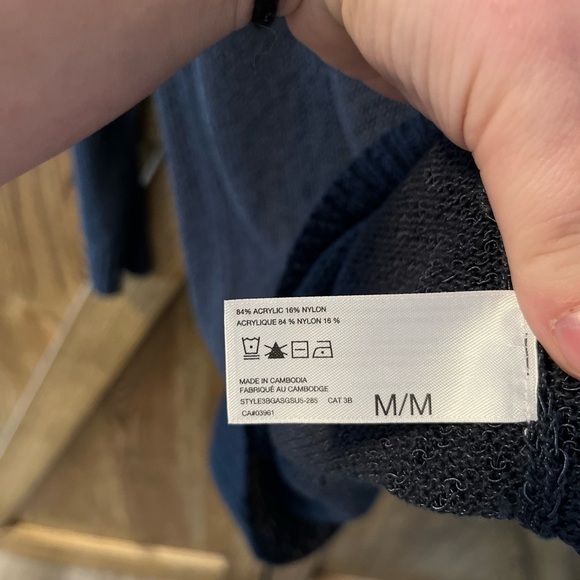 84% ACRYLIC 16% NYLON
ACRYLIQUE 84 % NYLON 16 %
MADE IN CAMBODIA
FABRIQUÉ AU CAMBODGE
STYLE3BGASGSU5-285 CAT 3B
CA#03961
M/M